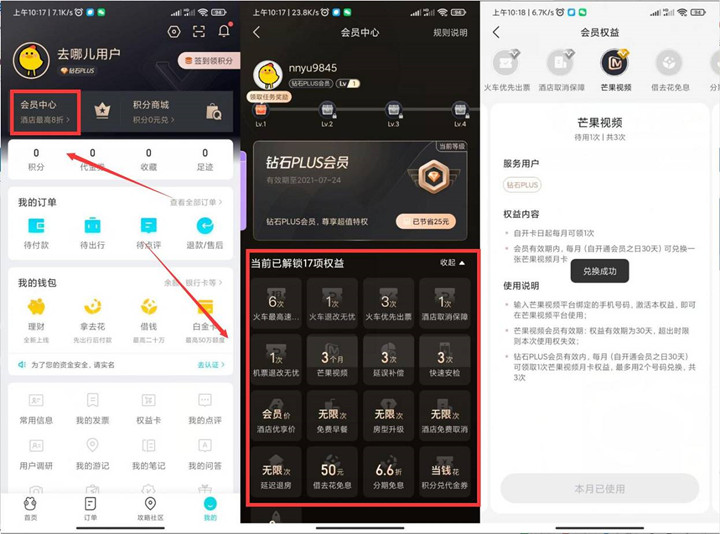 上午10:17 | 7.1K/s
去哪儿用户
钻石PLUS
签到领积分
会员中心
酒店最高8折 >
积分商城
积分0元兑 >
0 0 0 0
积分 代金券 收藏 足迹
我的订单
查看全部订单 >
待付款 待出行 待点评 退款/售后
我的钱包
余额、银行卡等 >
理财 拿去花 借钱 白金卡
全新上线 先出行后付款 最高二十万 最高50万额度
为了您的资金安全，请实名
去认证 >
常用信息 我的发票 权益卡 我的点评
用户调研 我的游记 我的笔记 我的问答
首页 订单 攻略社区 我的
上午10:17 | 23.8K/s
会员中心
规则说明
nnyu9845
钻石PLUS会员 Lv 1
领取任务奖励
Lv.1 Lv.2 Lv.3 Lv.4
当前等级
钻石PLUS会员
有效期至2021-07-24
钻石PLUS会员，尊享超值特权
已节省25元
当前已解锁17项权益
收起
6次 1次 3次 1次
火车最高速... 火车退改无忧 火车优先出票 酒店取消保障
1次 3个月 3次 3次
机票退改无忧 芒果视频 延误补偿 快速安检
会员价 无限次 无限次 无限次
酒店优享价 免费早餐 房型升级 酒店免费取消
无限次 50元 6.6折 当钱花
延迟退房 借去花免息 分期免息 积分兑代金券
上午10:18 | 6.7K/s
会员权益
火车优先出票 酒店取消保障 芒果视频 借去花免息
芒果视频
待用1次 | 共3次
服务用户
钻石PLUS
权益内容
自开卡日起每月可领1次
会员有效期内，每月（自开通会员之日30天）可兑换一张芒果视频月卡
兑换成功
使用说明
输入芒果视频平台绑定的手机号码，激活本权益，即可在芒果视频平台使用；
芒果视频会员有效期：权益有效期为30天，超出时限则本次使用权失效；
钻石PLUS会员有效内，每月（自开通会员之日30天）可领取1次芒果视频月卡权益，最多用2个号码兑换，共3次
本月已使用